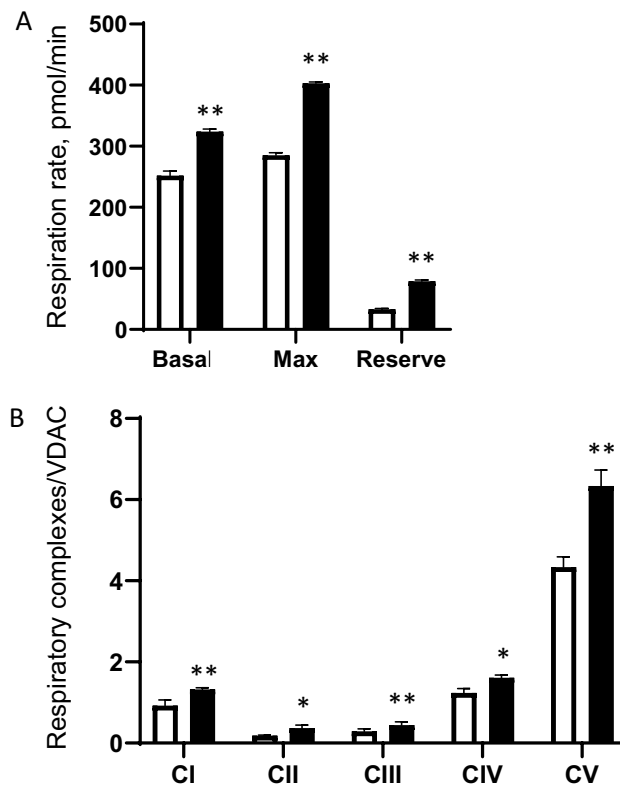 A
Respiration rate, pmol/min
500
400
300
200
100
0
** ** **
Basal Max Reserve
B
Respiratory complexes/VDAC
8
6
4
2
0
** * ** * **
CI CII CIII CIV CV